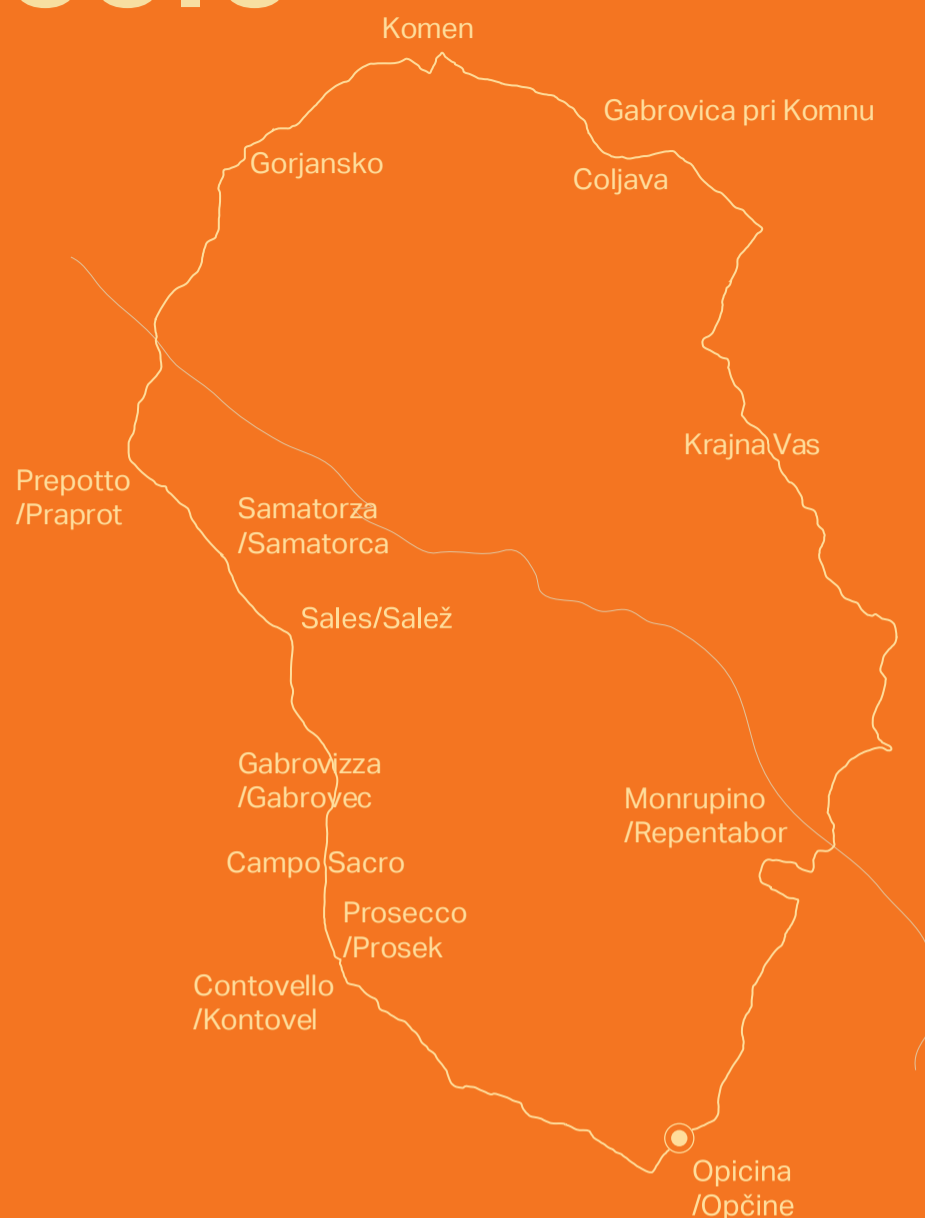 Komen
Gabrovica pri Komnu
Gorjansko
Coljava
Krajna Vas
Prepotto
/Praprot
Samatorza
/Samatorca
Sales/Salež
Gabrovizza
/Gabrovec
Monrupino
/Repentabor
Campo Sacro
Prosecco
/Prosek
Contovello
/Kontovel
Opicina
/Opčine